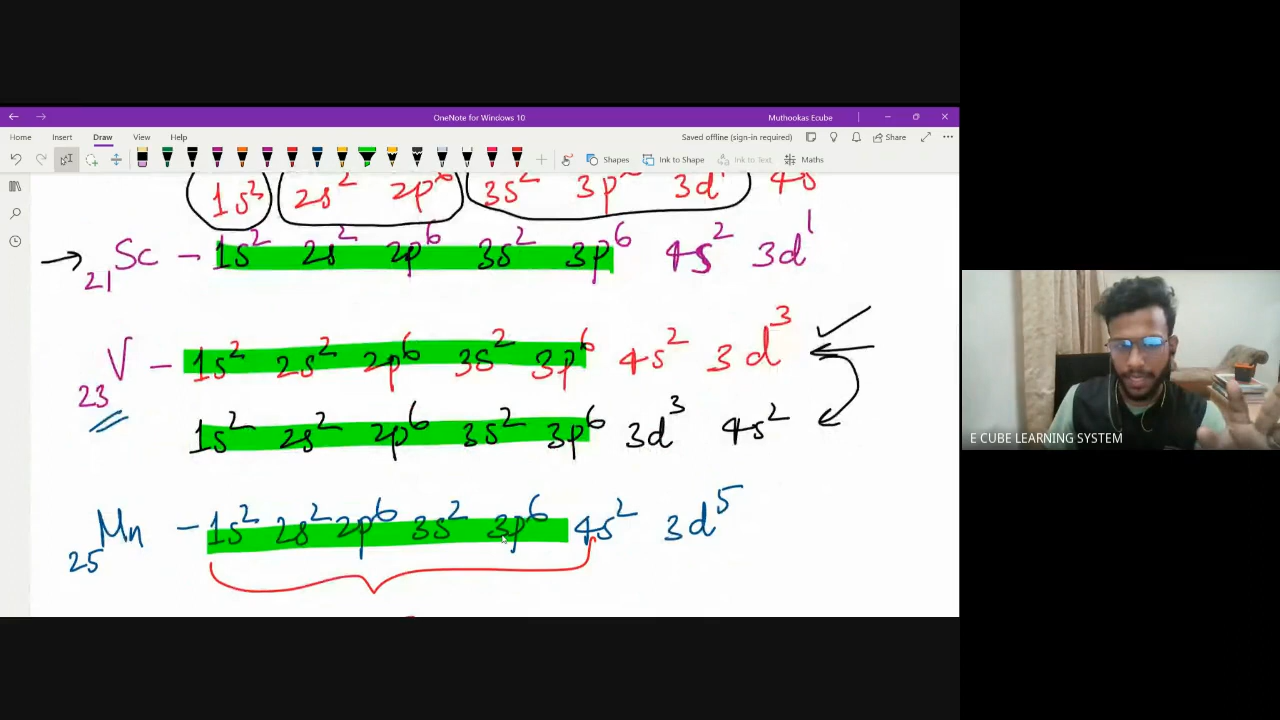 OneNote for Windows 10
Muthookas Ecube
Home Insert Draw View Help
Saved offline (sign-in required)
Share
Shapes Ink to Shape Ink to Text Maths
1s² 2s² 2p⁶ 3s² 3p⁶ 3d¹ 4s
→ ₂₁Sc – 1s² 2s² 2p⁶ 3s² 3p⁶ 4s² 3d¹
₂₃V – 1s² 2s² 2p⁶ 3s² 3p⁶ 4s² 3d³
1s² 2s² 2p⁶ 3s² 3p⁶ 3d³ 4s²
₂₅Mn – 1s² 2s² 2p⁶ 3s² 3p⁶ 4s² 3d⁵
E CUBE LEARNING SYSTEM